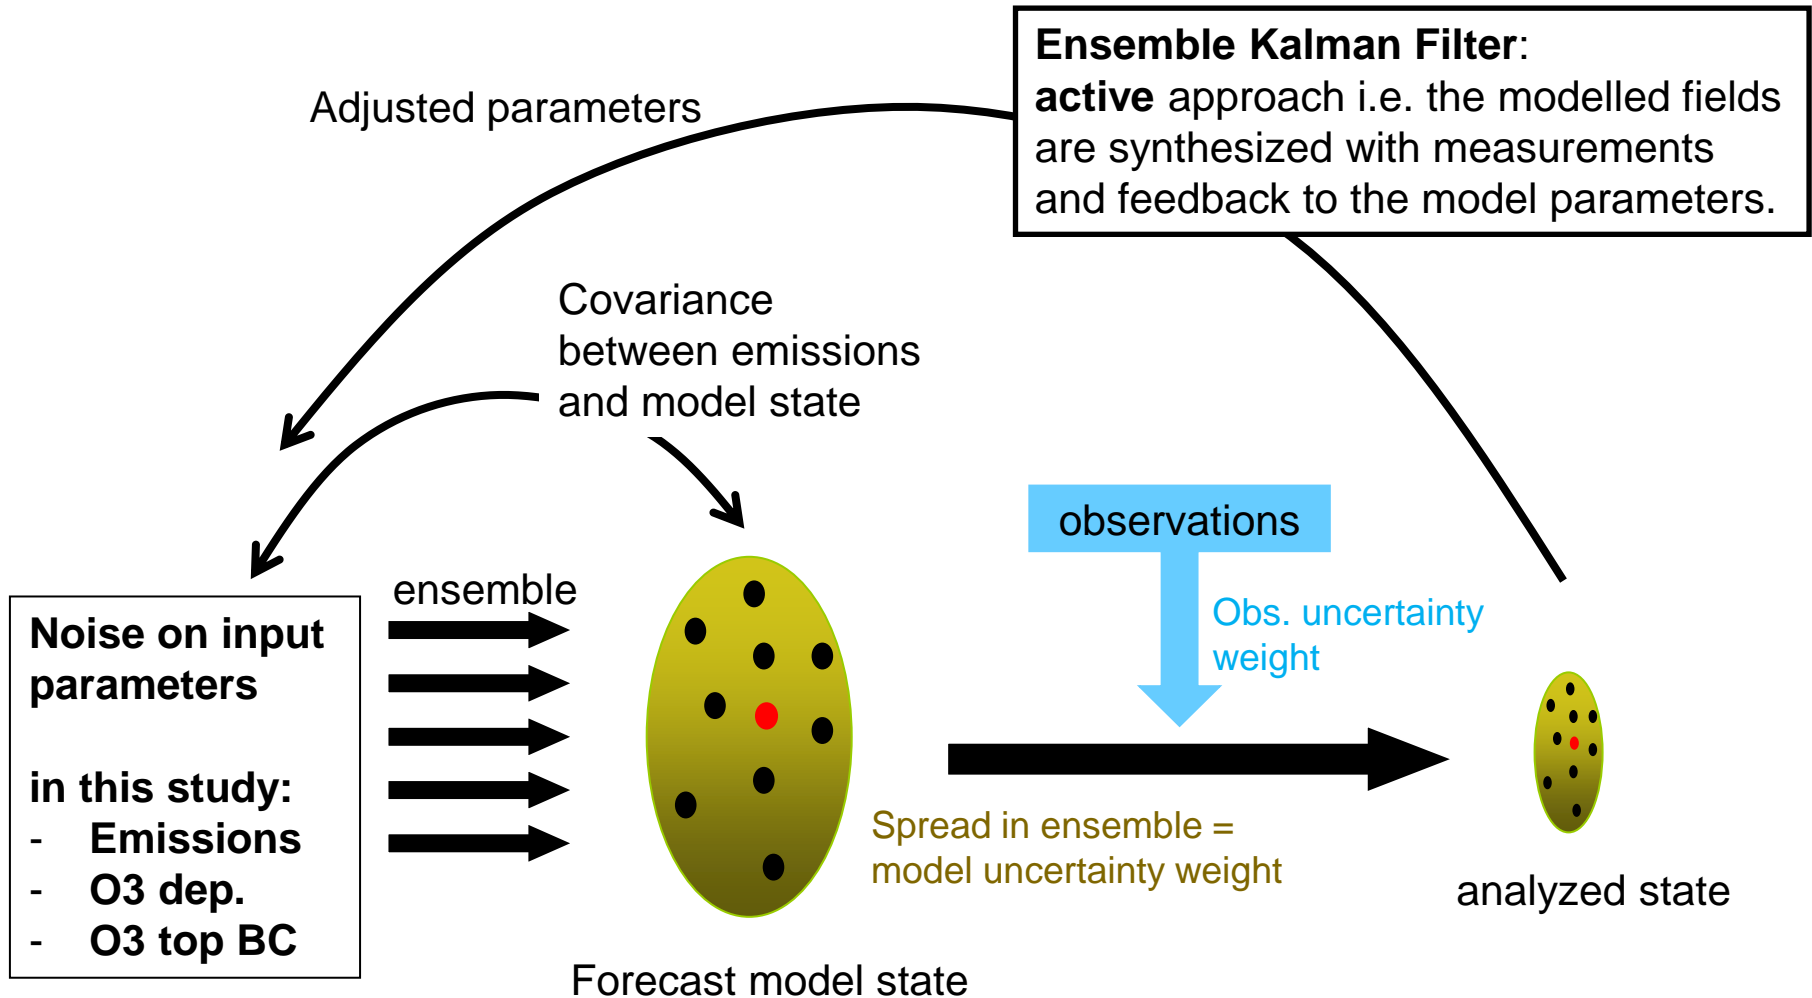 Ensemble Kalman Filter:
active approach i.e. the modelled fields
are synthesized with measurements
and feedback to the model parameters.
Adjusted parameters
Covariance
between emissions
and model state
observations
Obs. uncertainty
weight
ensemble
Noise on input
parameters
in this study:
- Emissions
- O3 dep.
- O3 top BC
Spread in ensemble =
model uncertainty weight
analyzed state
Forecast model state